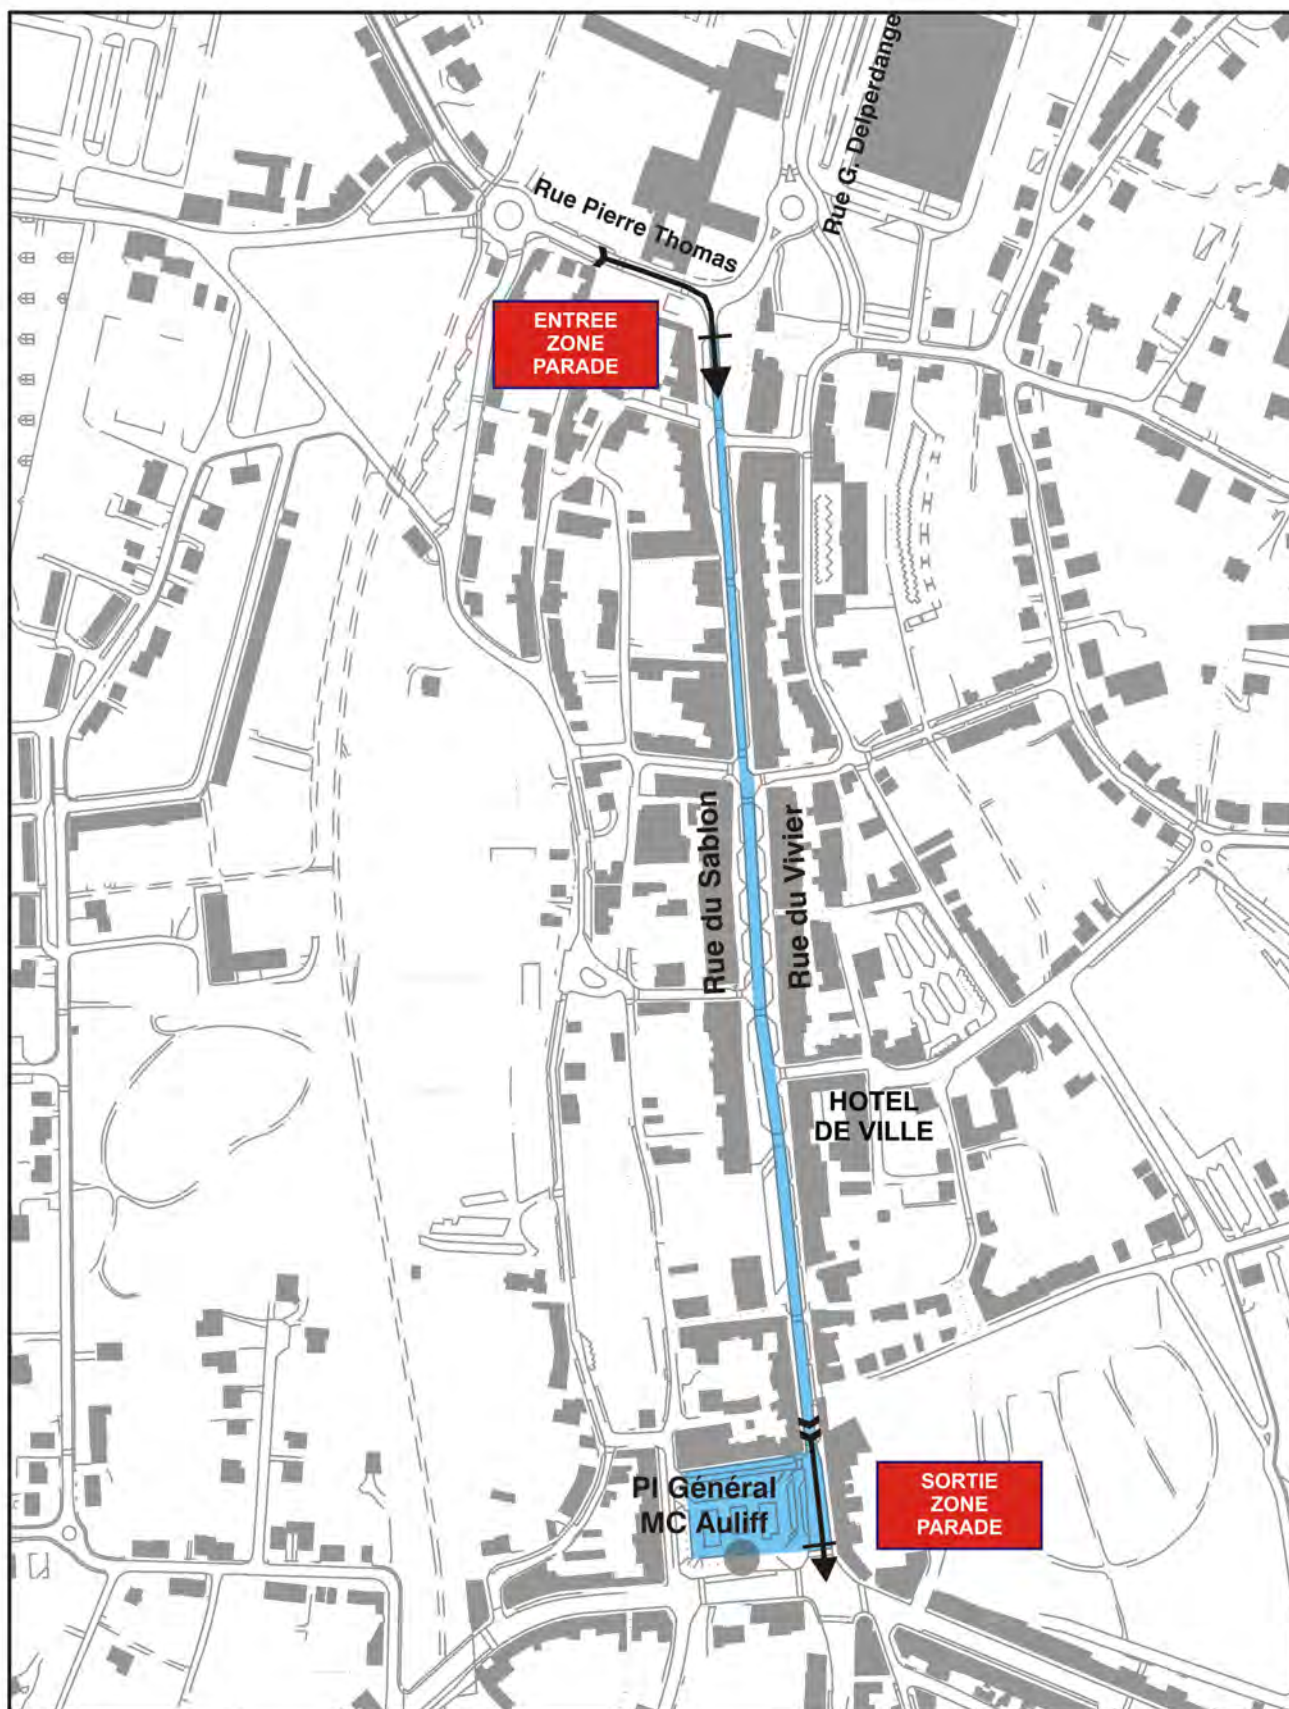 Rue G. Delperdange
Rue Pierre Thomas
ENTREE
ZONE
PARADE
Rue du Sablon
Rue du Vivier
HOTEL
DE VILLE
Pl Général
MC Auliff
SORTIE
ZONE
PARADE